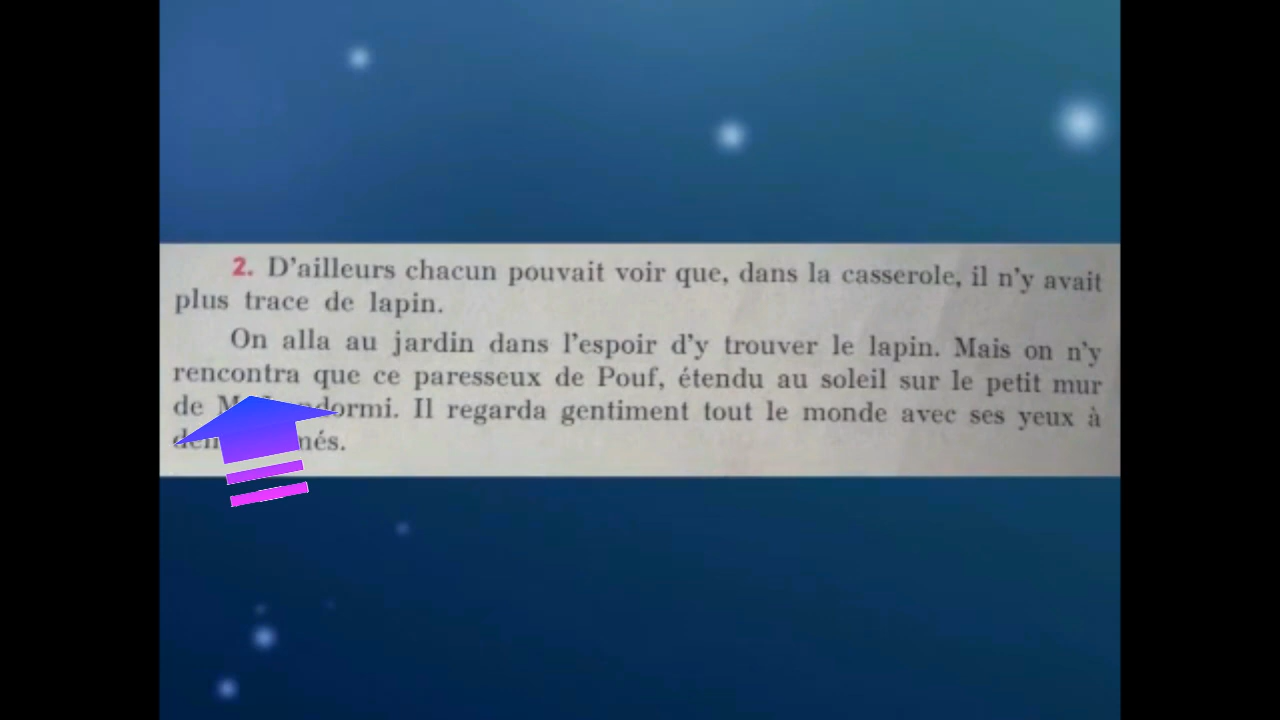 2. D'ailleurs chacun pouvait voir que, dans la casserole, il n'y avait
plus trace de lapin.
On alla au jardin dans l'espoir d'y trouver le lapin. Mais on n'y
rencontra que ce paresseux de Pouf, étendu au soleil sur le petit mur
de Il regarda gentiment tout le monde avec ses yeux à